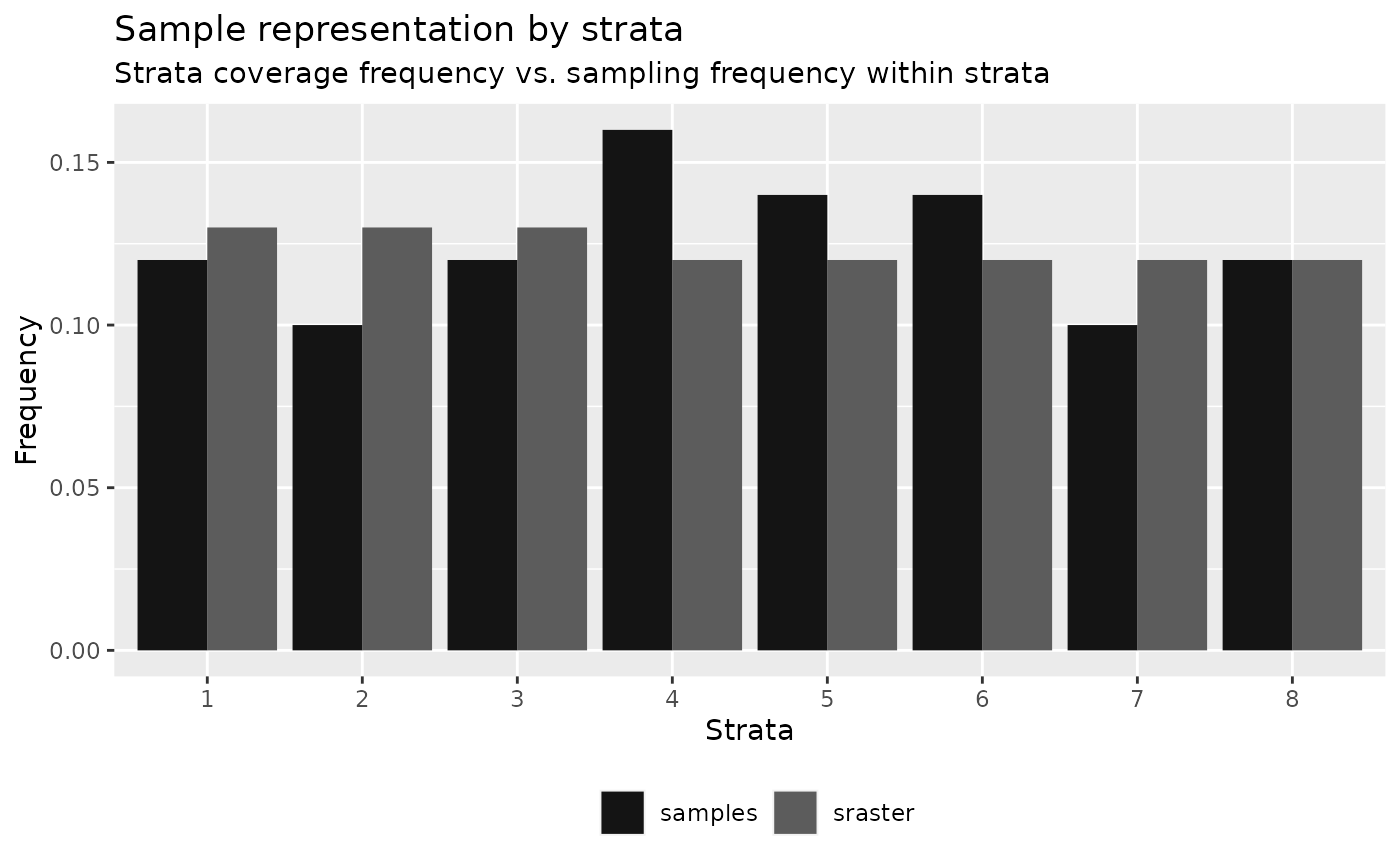 Sample representation by strata
Strata coverage frequency vs. sampling frequency within strata
Frequency
0.15
0.10
0.05
0.00
1 2 3 4 5 6 7 8
Strata
samples sraster